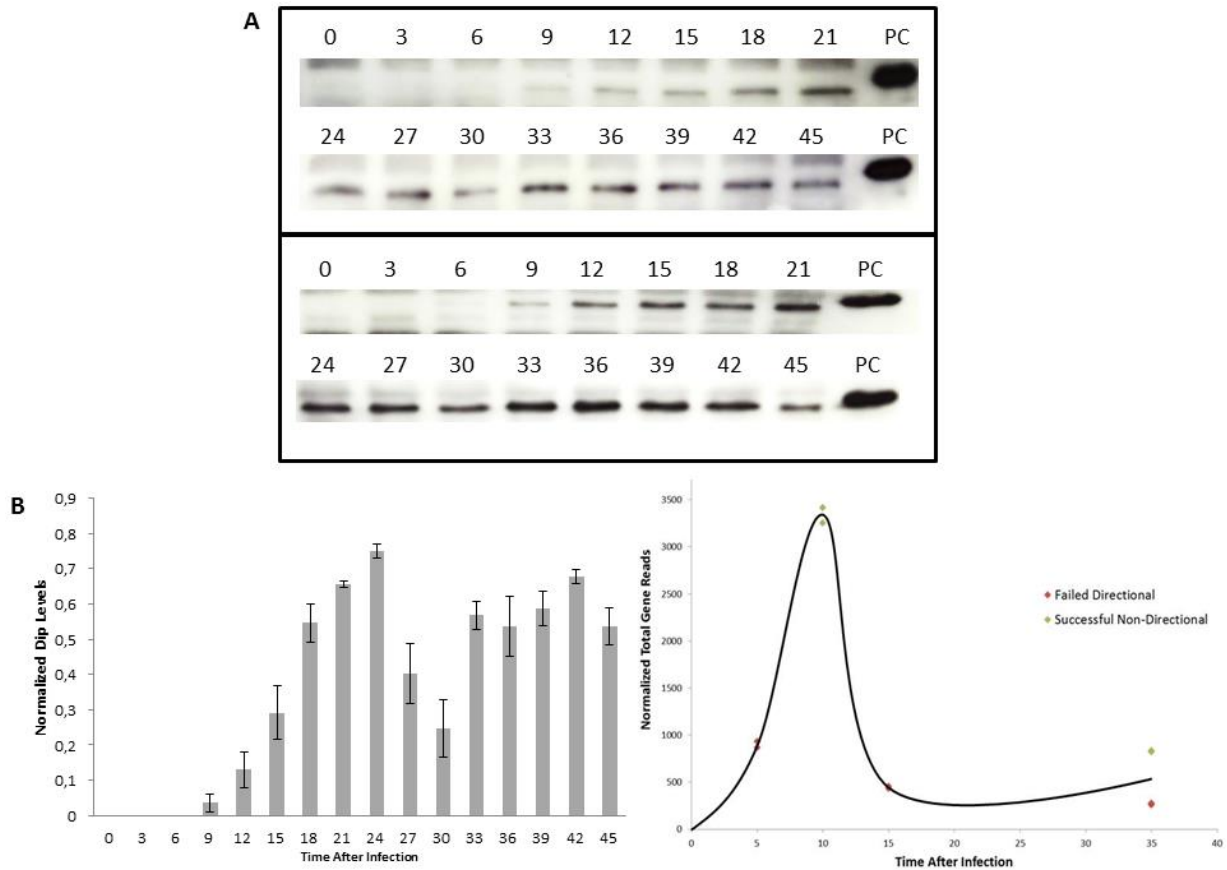 A
0 3 6 9 12 15 18 21 PC
24 27 30 33 36 39 42 45 PC
0 3 6 9 12 15 18 21 PC
24 27 30 33 36 39 42 45 PC
B
Normalized Dip Levels
0,9
0,8
0,7
0,6
0,5
0,4
0,3
0,2
0,1
0
0 3 6 9 12 15 18 21 24 27 30 33 36 39 42 45
Time After Infection
Normalized Total Gene Reads
3500
3000
2500
2000
1500
1000
500
0
0 5 10 15 20 25 30 35 40
Time After Infection
Failed Directional
Successful Non-Directional